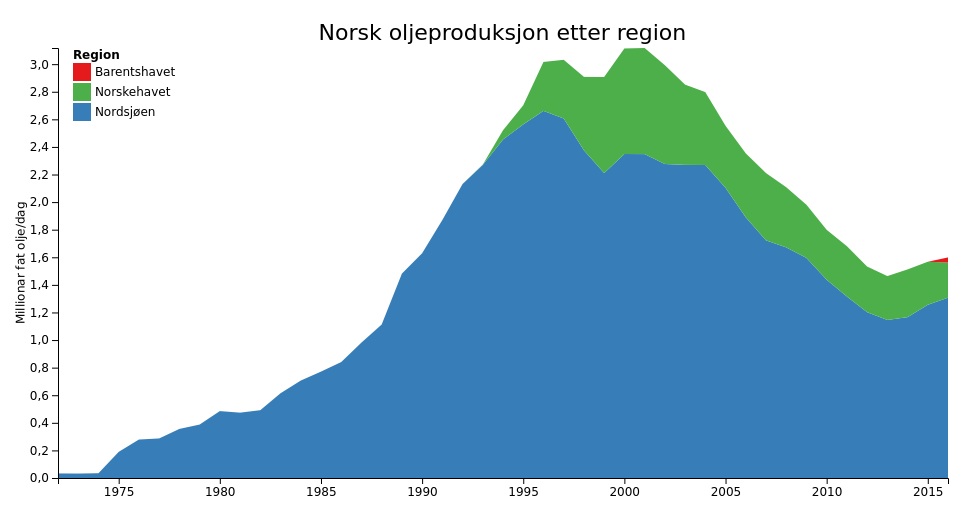 Norsk oljeproduksjon etter region
Region
Barentshavet
Norskehavet
Nordsjøen
Millionar fat olje/dag
3,0
2,8
2,6
2,4
2,2
2,0
1,8
1,6
1,4
1,2
1,0
0,8
0,6
0,4
0,2
0,0
1975 1980 1985 1990 1995 2000 2005 2010 2015